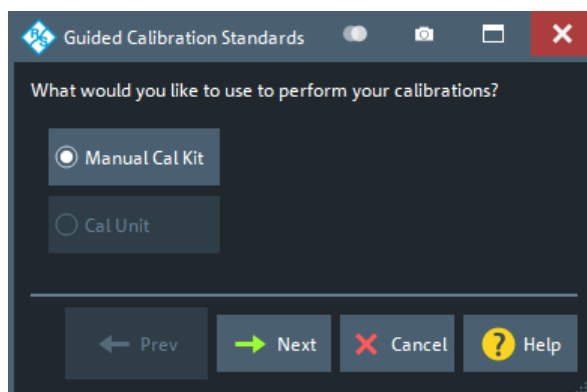 Guided Calibration Standards
What would you like to use to perform your calibrations?
Manual Cal Kit
Cal Unit
Prev Next Cancel ? Help